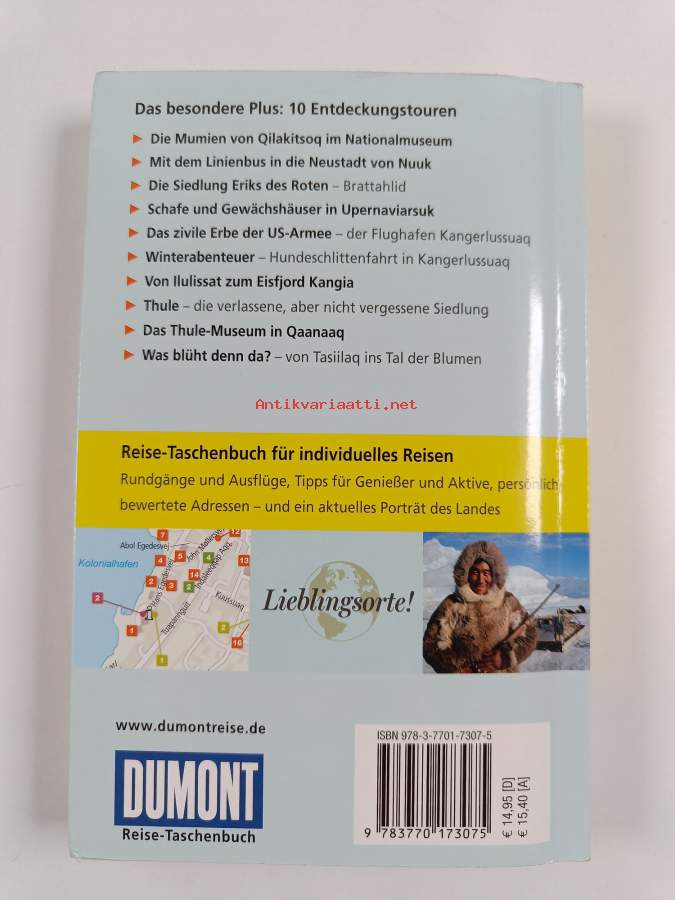 Das besondere Plus: 10 Entdeckungstouren
Die Mumien von Qilakitsoq im Nationalmuseum
Mit dem Linienbus in die Neustadt von Nuuk
Die Siedlung Eriks des Roten – Brattahlid
Schafe und Gewächshäuser in Upernaviarsuk
Das zivile Erbe der US-Armee – der Flughafen Kangerlussuaq
Winterabenteuer – Hundeschlittenfahrt in Kangerlussuaq
Von Ilulissat zum Eisfjord Kangia
Thule – die verlassene, aber nicht vergessene Siedlung
Das Thule-Museum in Qaanaaq
Was blüht denn da? – von Tasiilaq ins Tal der Blumen
Antikvariaatti.net
Reise-Taschenbuch für individuelles Reisen
Rundgänge und Ausflüge, Tipps für Genießer und Aktive, persönlich
bewertete Adressen – und ein aktuelles Porträt des Landes
Abol Egedesvej
Kolonialhafen
Hans Egedesvej
Tuapannguit
Kuussuaq
Lieblingsorte!
www.dumontreise.de
DUMONT
Reise-Taschenbuch
ISBN 978-3-7701-7307-5
9 783770 173075
€ 14,95 [D]
€ 15,40 [A]